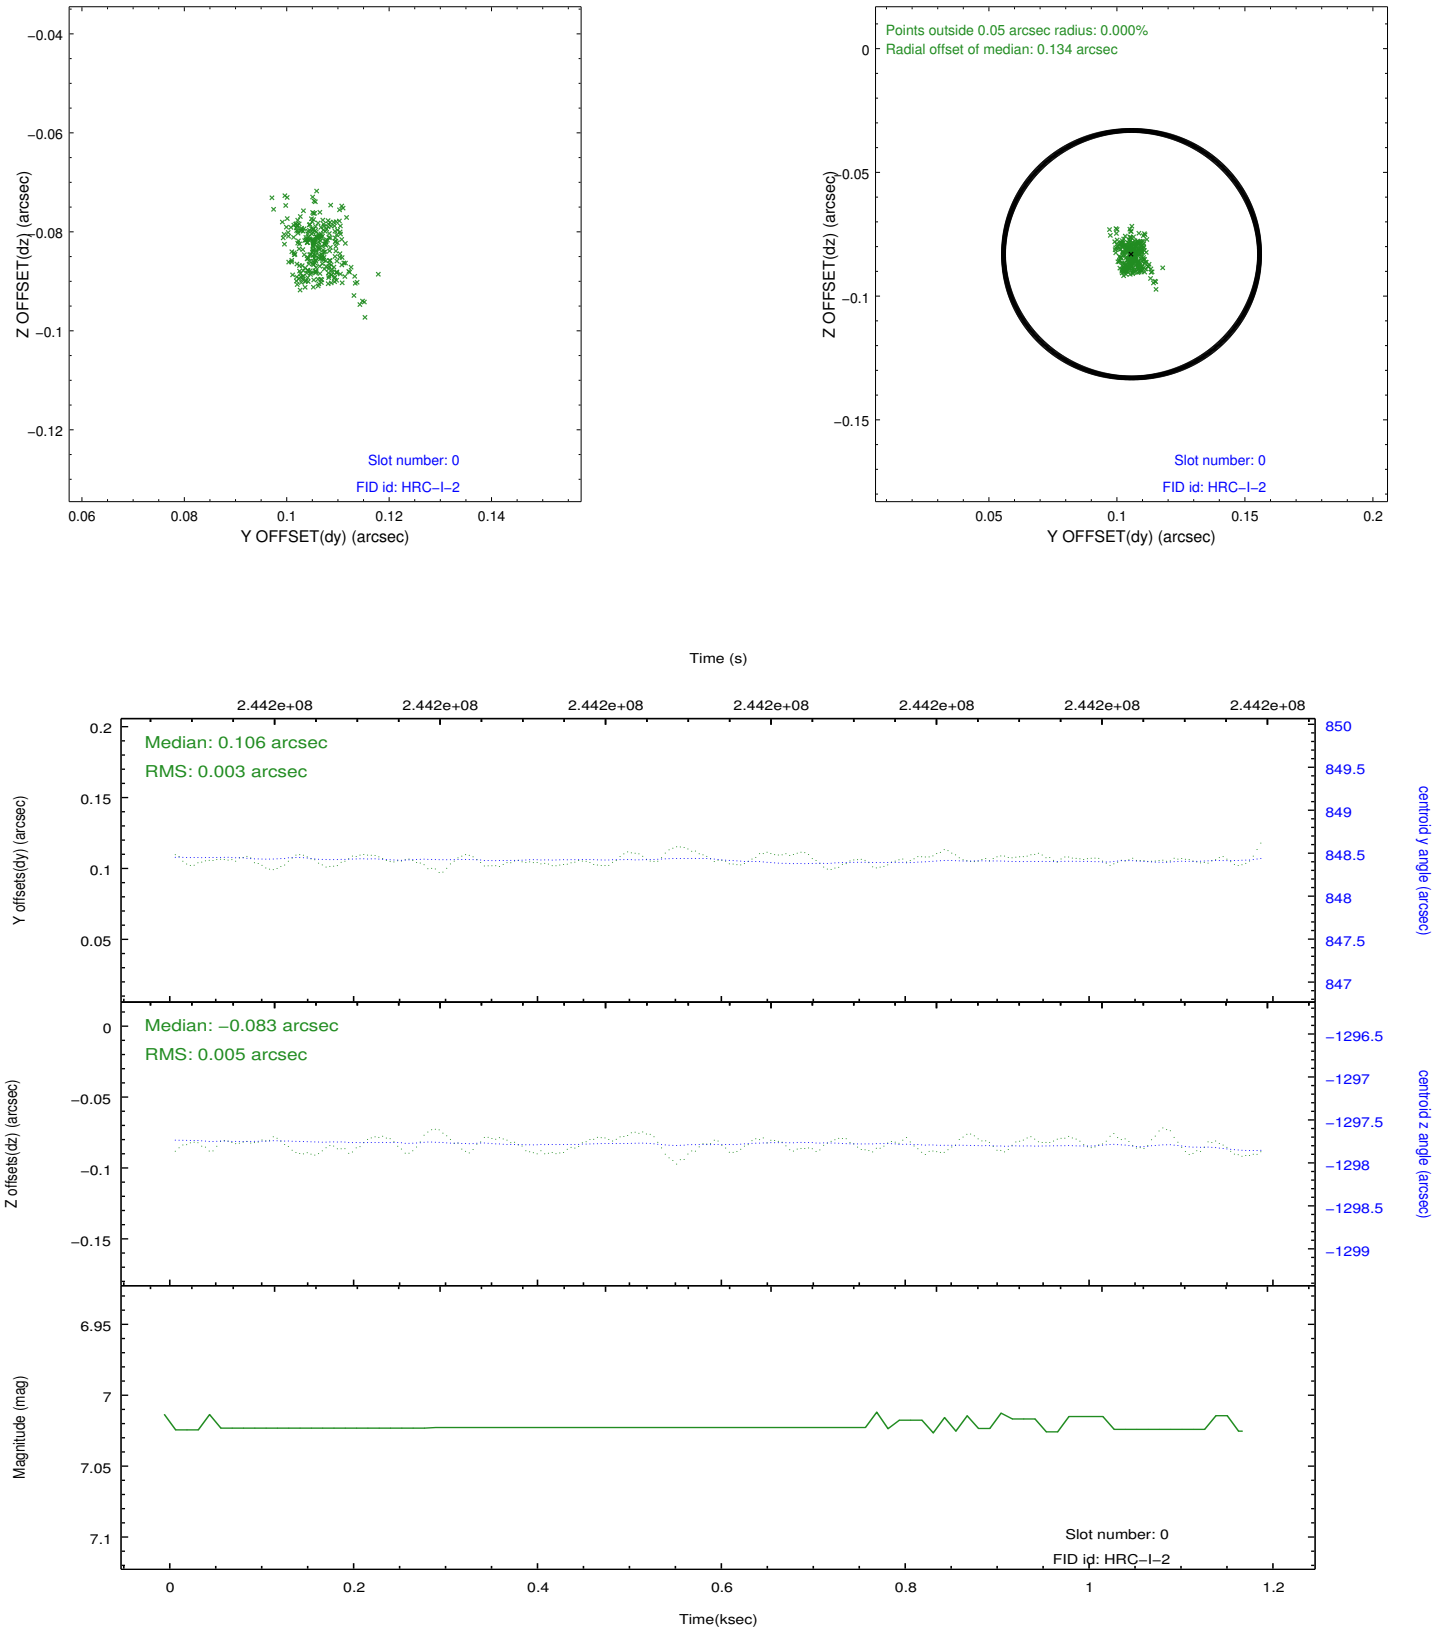 −0.04
−0.06
−0.08
−0.1
−0.12
Z OFFSET(dz) (arcsec)
Slot number: 0
FID id: HRC−I−2
0.06 0.08 0.1 0.12 0.14
Y OFFSET(dy) (arcsec)
Points outside 0.05 arcsec radius: 0.000%
Radial offset of median: 0.134 arcsec
0
−0.05
−0.1
−0.15
Z OFFSET(dz) (arcsec)
Slot number: 0
FID id: HRC−I−2
0.05 0.1 0.15 0.2
Y OFFSET(dy) (arcsec)
Time (s)
2.442e+08 2.442e+08 2.442e+08 2.442e+08 2.442e+08 2.442e+08 2.442e+08
Median: 0.106 arcsec
RMS: 0.003 arcsec
0.2
0.15
0.1
0.05
Y offsets(dy) (arcsec)
850
849.5
849
848.5
848
847.5
847
centroid y angle (arcsec)
Median: −0.083 arcsec
RMS: 0.005 arcsec
0
−0.05
−0.1
−0.15
Z offsets(dz) (arcsec)
−1296.5
−1297
−1297.5
−1298
−1298.5
−1299
centroid z angle (arcsec)
6.95
7
7.05
7.1
Magnitude (mag)
Slot number: 0
FID id: HRC−I−2
0 0.2 0.4 0.6 0.8 1 1.2
Time(ksec)